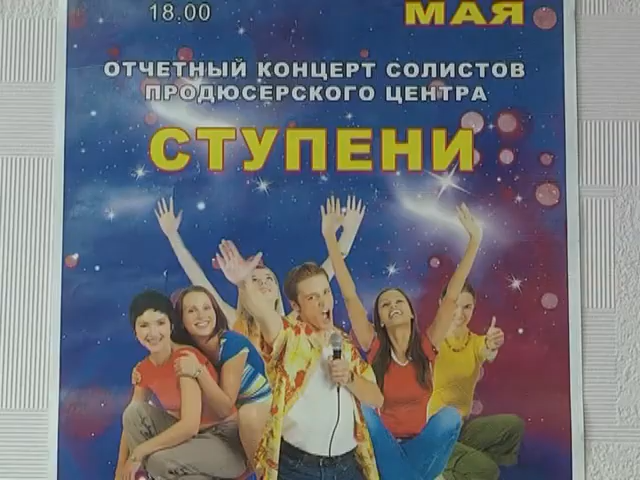 18.00
МАЯ
ОТЧЕТНЫЙ КОНЦЕРТ СОЛИСТОВ
ПРОДЮСЕРСКОГО ЦЕНТРА
СТУПЕНИ